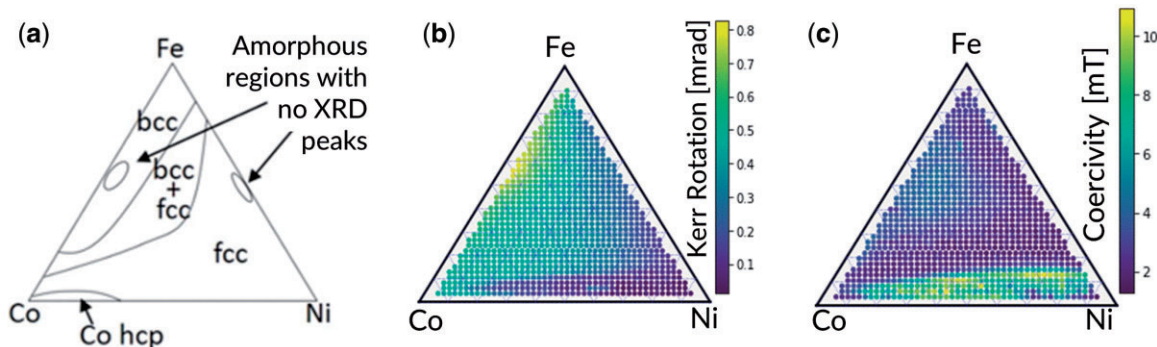 (a)
Fe
Amorphous
regions with
no XRD
peaks
bcc
bcc
+
fcc
fcc
Co
Ni
Co hcp
(b)
Fe
Co
Ni
Kerr Rotation [mrad]
0.8
0.7
0.6
0.5
0.4
0.3
0.2
0.1
(c)
Fe
Co
Ni
Coercivity [mT]
10
8
6
4
2